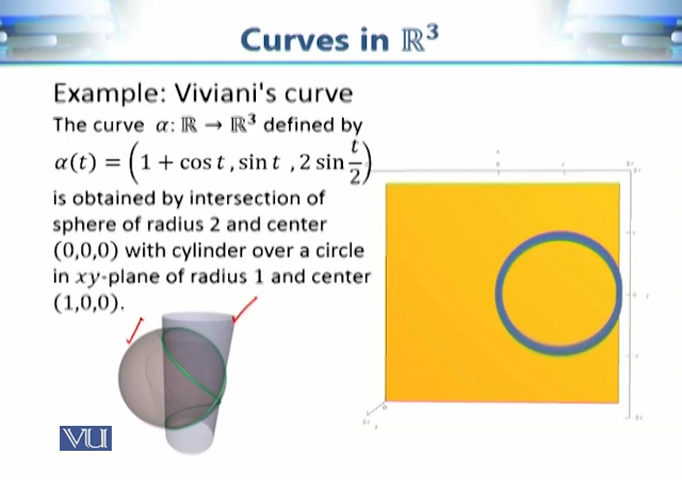 Curves in ℝ³
Example: Viviani's curve
The curve α: ℝ → ℝ³ defined by
α(t) = (1 + cos t , sin t , 2 sin t/2)
is obtained by intersection of
sphere of radius 2 and center
(0,0,0) with cylinder over a circle
in xy-plane of radius 1 and center
(1,0,0).
VU